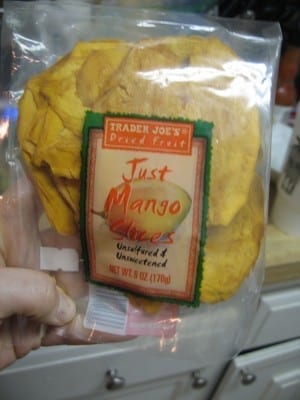 TRADER JOE'S®
Dried Fruit
Just
Mango
Slices
Unsulfured &
Unsweetened
NET WT. 6 OZ (170g)